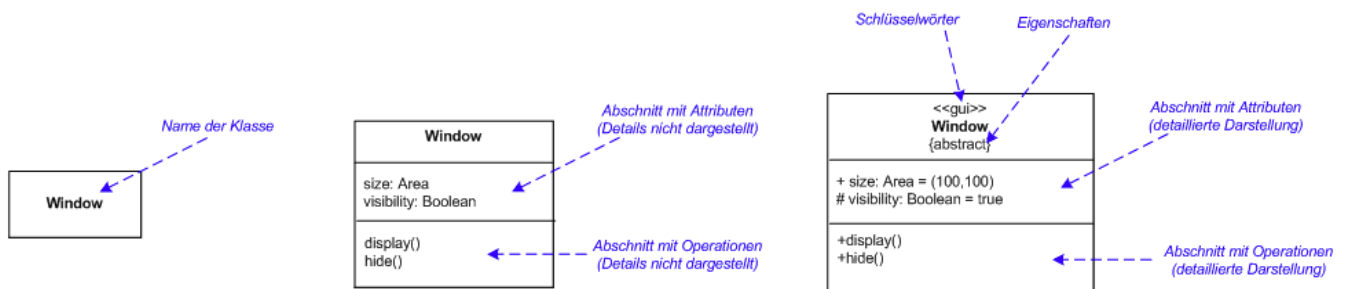 Name der Klasse
Window
Window
size: Area
visibility: Boolean
display()
hide()
Abschnitt mit Attributen
(Details nicht dargestellt)
Abschnitt mit Operationen
(Details nicht dargestellt)
Schlüsselwörter
Eigenschaften
<<gui>>
Window
{abstract}
+ size: Area = (100,100)
# visibility: Boolean = true
+display()
+hide()
Abschnitt mit Attributen
(detaillierte Darstellung)
Abschnitt mit Operationen
(detaillierte Darstellung)